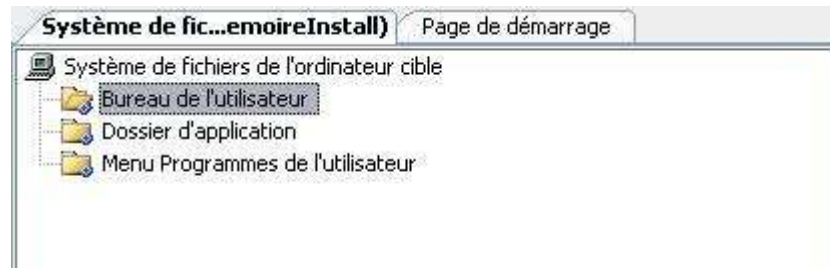 Système de fic...emoireInstall) Page de démarrage
Système de fichiers de l'ordinateur cible
Bureau de l'utilisateur
Dossier d'application
Menu Programmes de l'utilisateur